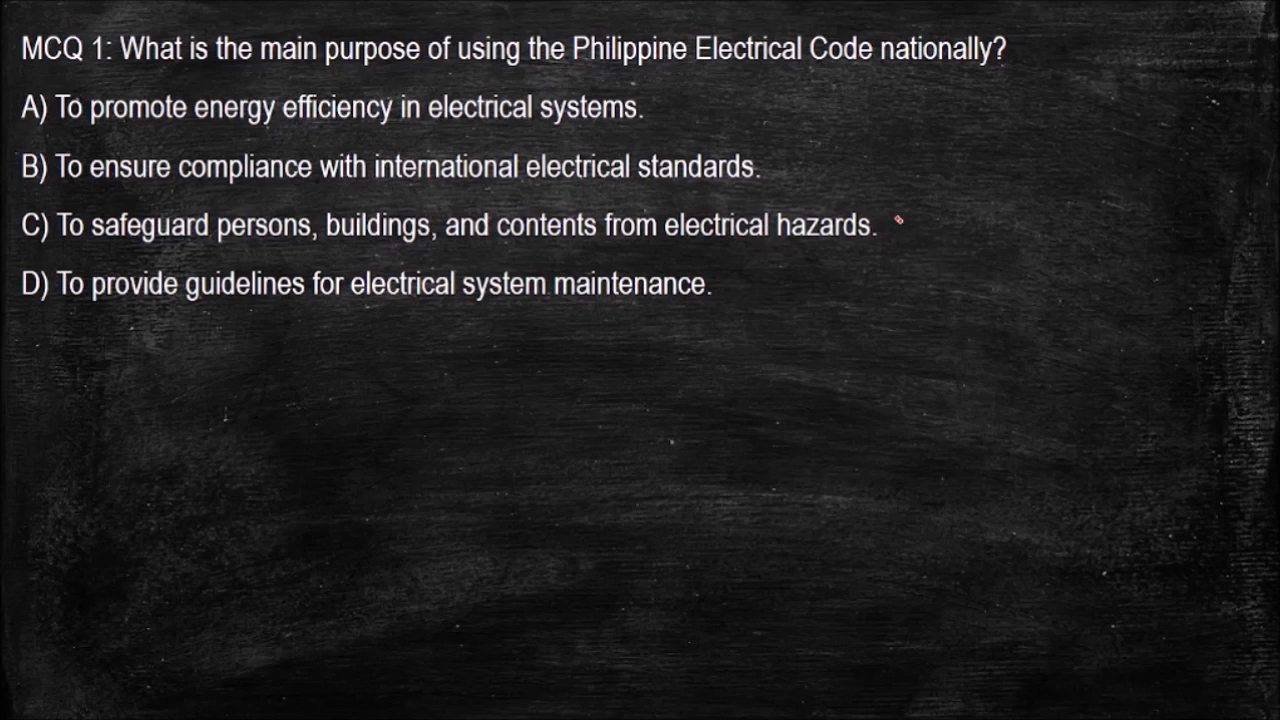 MCQ 1: What is the main purpose of using the Philippine Electrical Code nationally?
A) To promote energy efficiency in electrical systems.
B) To ensure compliance with international electrical standards.
C) To safeguard persons, buildings, and contents from electrical hazards.
D) To provide guidelines for electrical system maintenance.